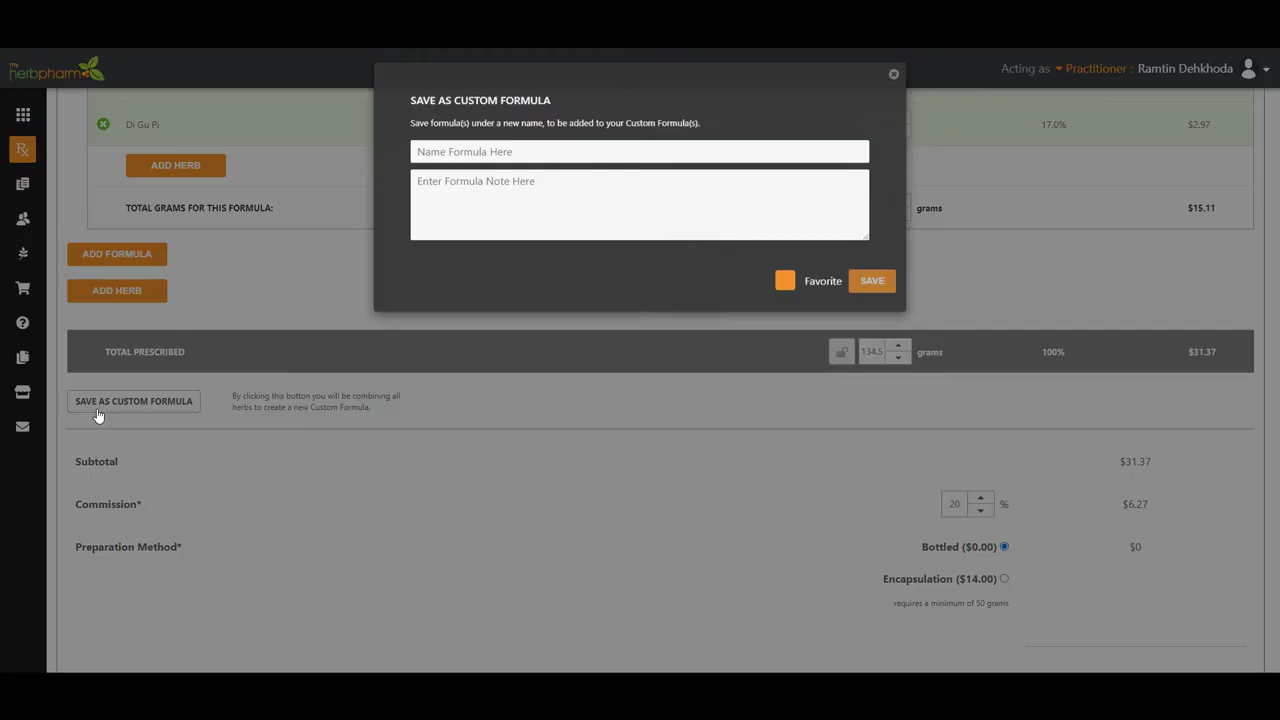 my
herbpharm
Acting as Practitioner : Ramtin Dehkhoda
SAVE AS CUSTOM FORMULA
Save formula(s) under a new name, to be added to your Custom Formula(s).
Name Formula Here
Enter Formula Note Here
Favorite SAVE
Rx
Di Gu Pi 17.0% $2.97
ADD HERB
TOTAL GRAMS FOR THIS FORMULA: grams $15.11
ADD FORMULA
ADD HERB
TOTAL PRESCRIBED 134.5 grams 100% $31.37
SAVE AS CUSTOM FORMULA
By clicking this button you will be combining all
herbs to create a new Custom Formula.
Subtotal $31.37
Commission* 20 % $6.27
Preparation Method* Bottled ($0.00) $0
Encapsulation ($14.00)
requires a minimum of 50 grams